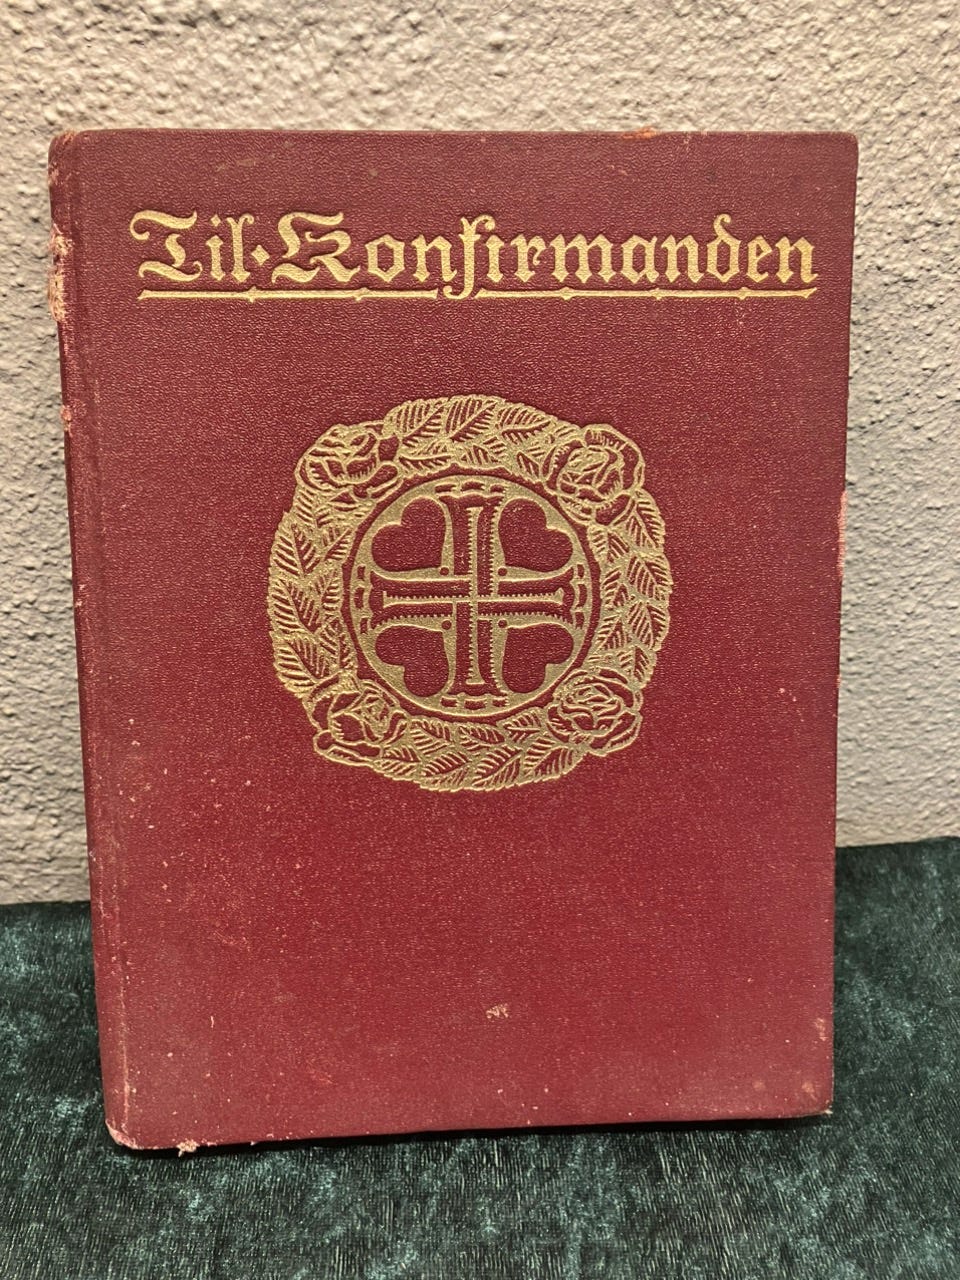 Til · Konfirmanden